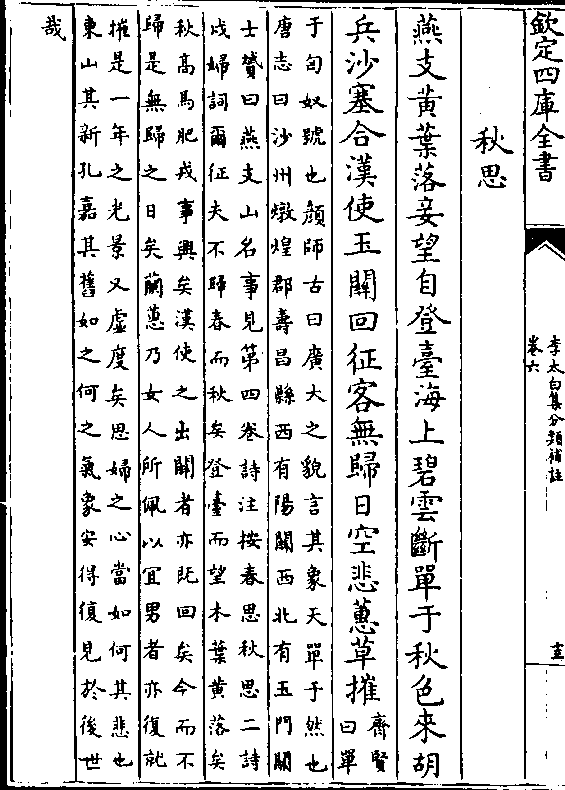 欽定四庫全書
李太白集分類補註
卷六
秋思
燕支黃葉落妾望自登臺海上碧雲斷單于秋色來胡
兵沙塞合漢使玉關回征客無歸日空悲蕙草摧
齊賢
曰單
于匈奴號也顔師古曰廣大之貌言其象天單于然也
唐志曰沙州燉煌郡壽昌縣西有陽關西北有玉門關
士贇曰燕支山名事見第四卷詩注按春思秋思二詩
戍婦詞爾征夫不歸春而秋矣登臺而望木葉黃落矣
秋高馬肥戎事興矣漢使之出關者亦既回矣今而不
歸是無歸之日矣蘭蕙乃女人所佩以宜男者亦復就
摧是一年之光景又虛度矣思婦之心當如何其悲也
東山其新孔嘉其舊如之何之氣象安得復見於後世
哉